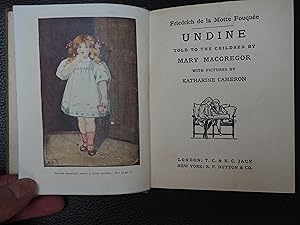 Friedrich de la Motte Fouquée
UNDINE
TOLD TO THE CHILDREN BY
MARY MACGREGOR
WITH PICTURES BY
KATHARINE CAMERON
LONDON: T. C. & E. C. JACK
NEW YORK: E. P. DUTTON & CO.